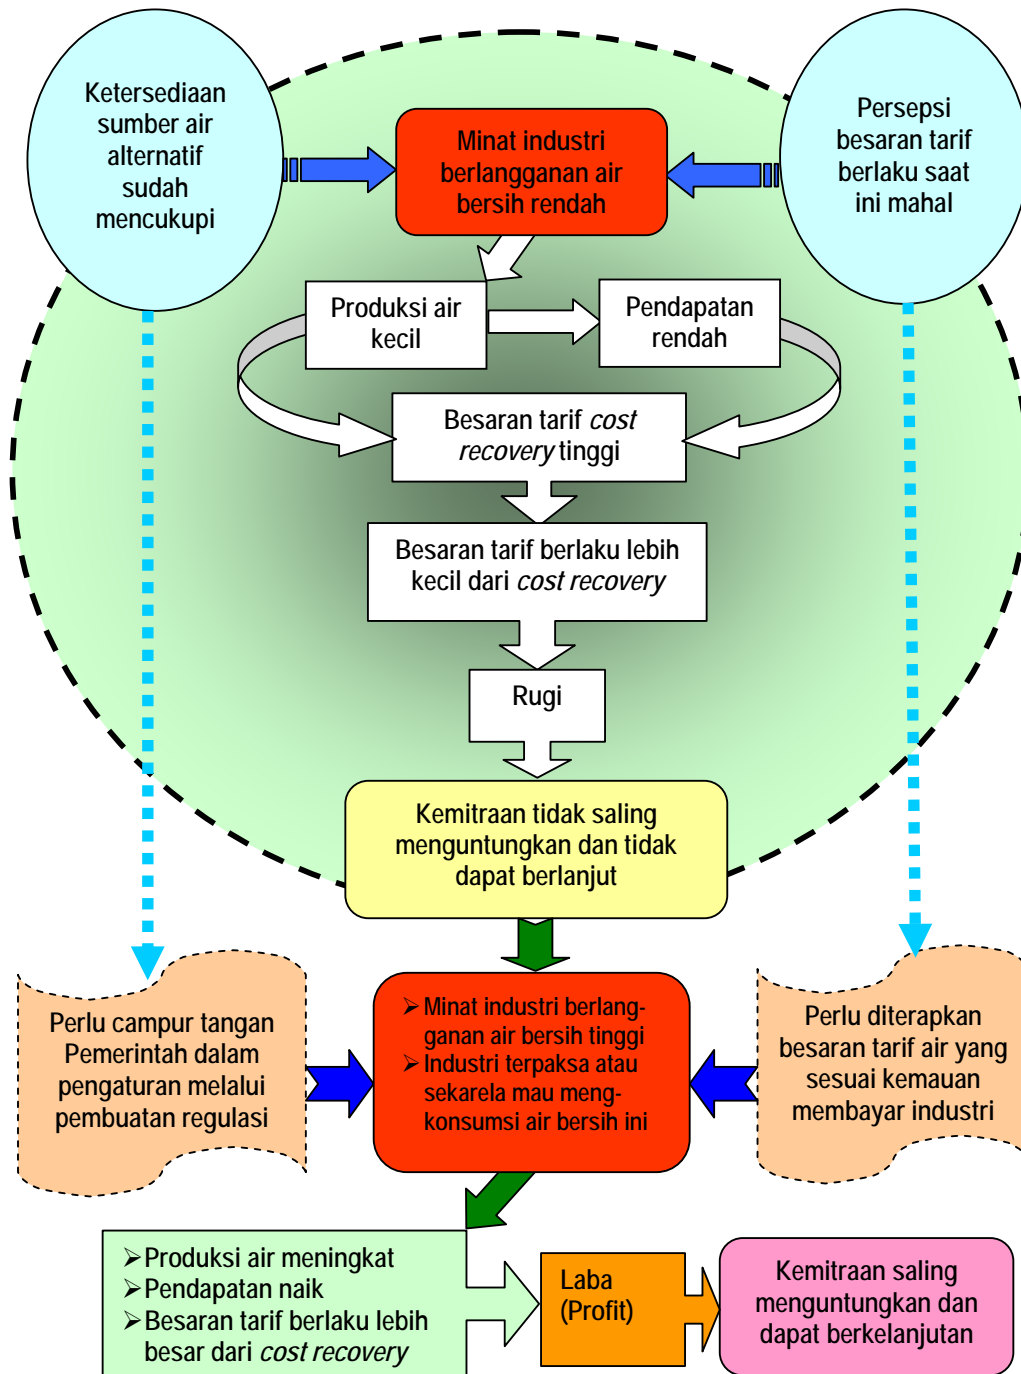 Ketersediaan
sumber air
alternatif
sudah
mencukupi
Minat industri
berlangganan air
bersih rendah
Persepsi
besaran tarif
berlaku saat
ini mahal
Produksi air
kecil
Pendapatan
rendah
Besaran tarif cost
recovery tinggi
Besaran tarif berlaku lebih
kecil dari cost recovery
Rugi
Kemitraan tidak saling
menguntungkan dan tidak
dapat berlanjut
Perlu campur tangan
Pemerintah dalam
pengaturan melalui
pembuatan regulasi
➢ Minat industri berlang-
ganan air bersih tinggi
➢ Industri terpaksa atau
sekarela mau meng-
konsumsi air bersih ini
Perlu diterapkan
besaran tarif air yang
sesuai kemauan
membayar industri
➢ Produksi air meningkat
➢ Pendapatan naik
➢ Besaran tarif berlaku lebih
besar dari cost recovery
Laba
(Profit)
Kemitraan saling
menguntungkan dan
dapat berkelanjutan